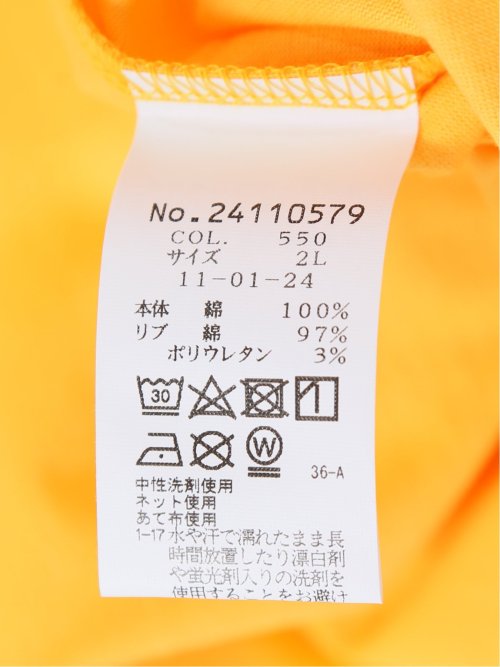 No. 24110579
COL. 550
サイズ 2L
11-01-24
本体 綿 100%
リブ 綿 97%
ポリウレタン 3%
30
W
36-A
中性洗剤使用
ネット使用
あて布使用
1-17 水や汗で濡れたまま長
時間放置したり漂白剤
や蛍光剤入りの洗剤を
使用することをお避け